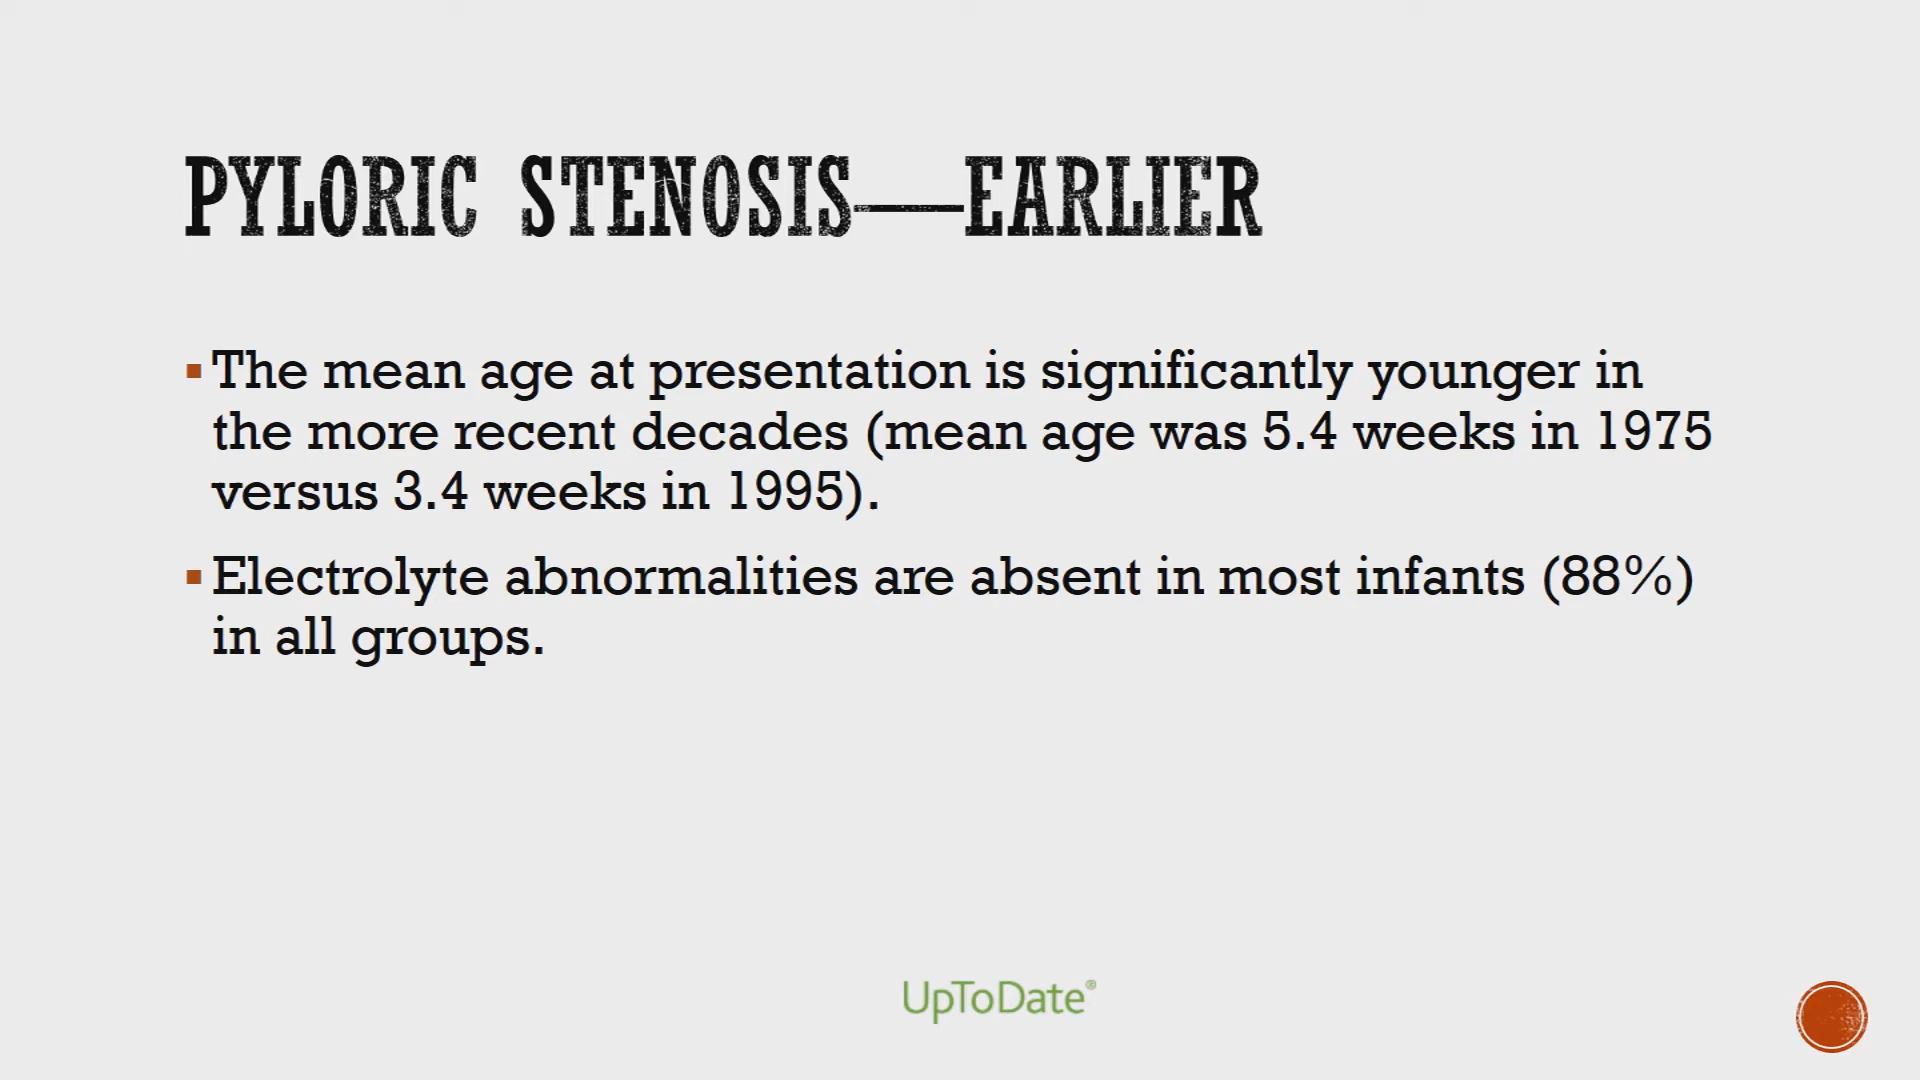 PYLORIC STENOSIS—EARLIER
▪The mean age at presentation is significantly younger in
the more recent decades (mean age was 5.4 weeks in 1975
versus 3.4 weeks in 1995).
▪Electrolyte abnormalities are absent in most infants (88%)
in all groups.
UpToDate®